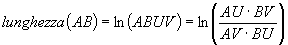 lunghezza(AB) = ln(ABUV) = ln(AU · BV / AV · BU)